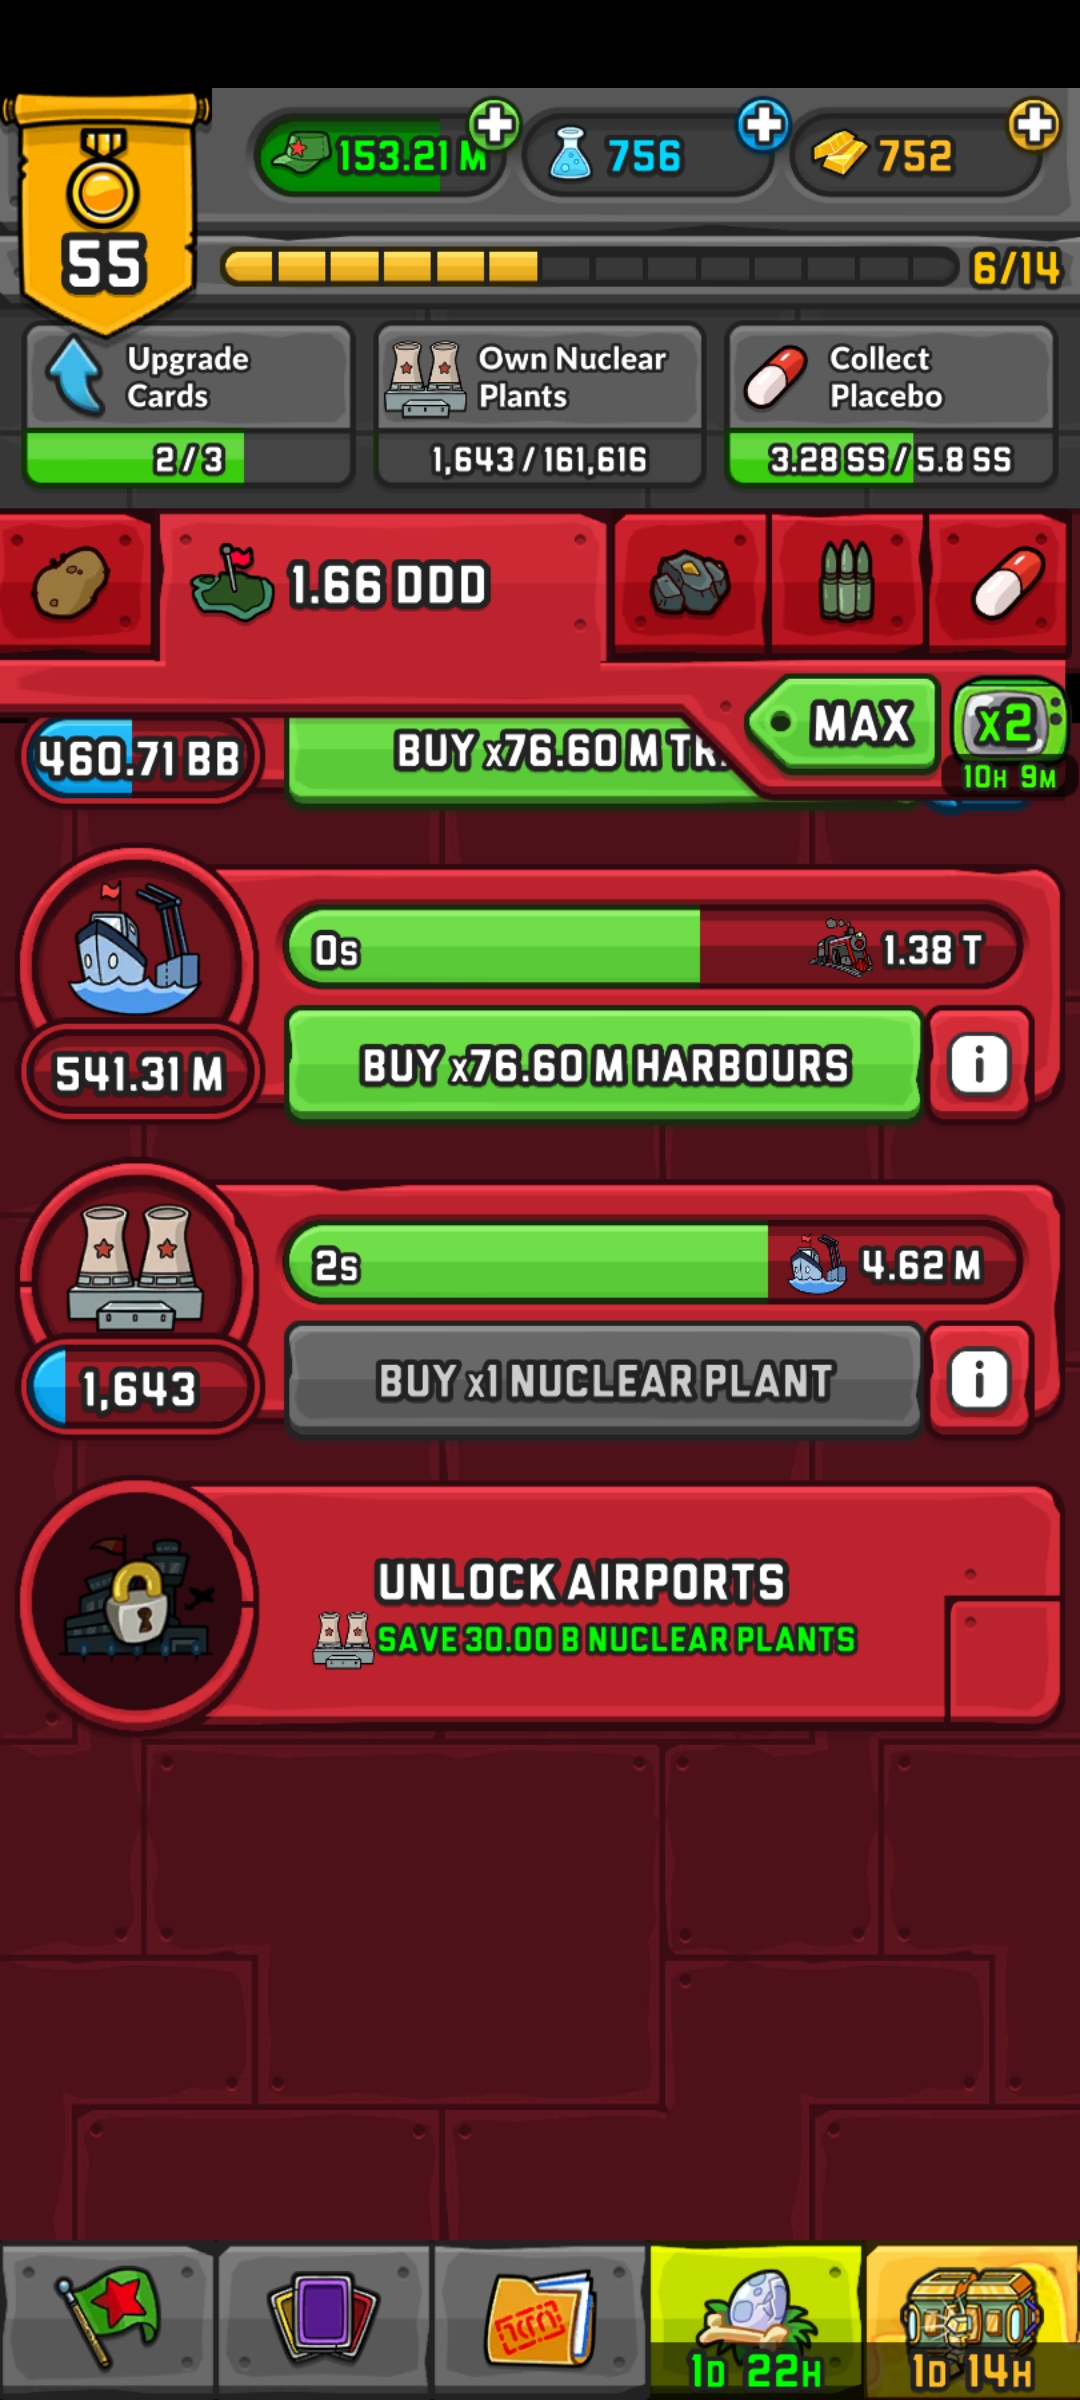 153.21 M
756
752
55
6/14
Upgrade
Cards
2/3
Own Nuclear
Plants
1,643/161,616
Collect
Placebo
3.28 SS/5.8 SS
1.66 DDD
MAX
x2
10H 9M
460.71 BB
BUY x76.60 M TR
0s
1.38 T
541.31 M
BUY x76.60 M HARBOURS
i
2s
4.62 M
1,643
BUY x1 NUCLEAR PLANT
i
UNLOCK AIRPORTS
SAVE 30.00 B NUCLEAR PLANTS
1D 22H
1D 14H